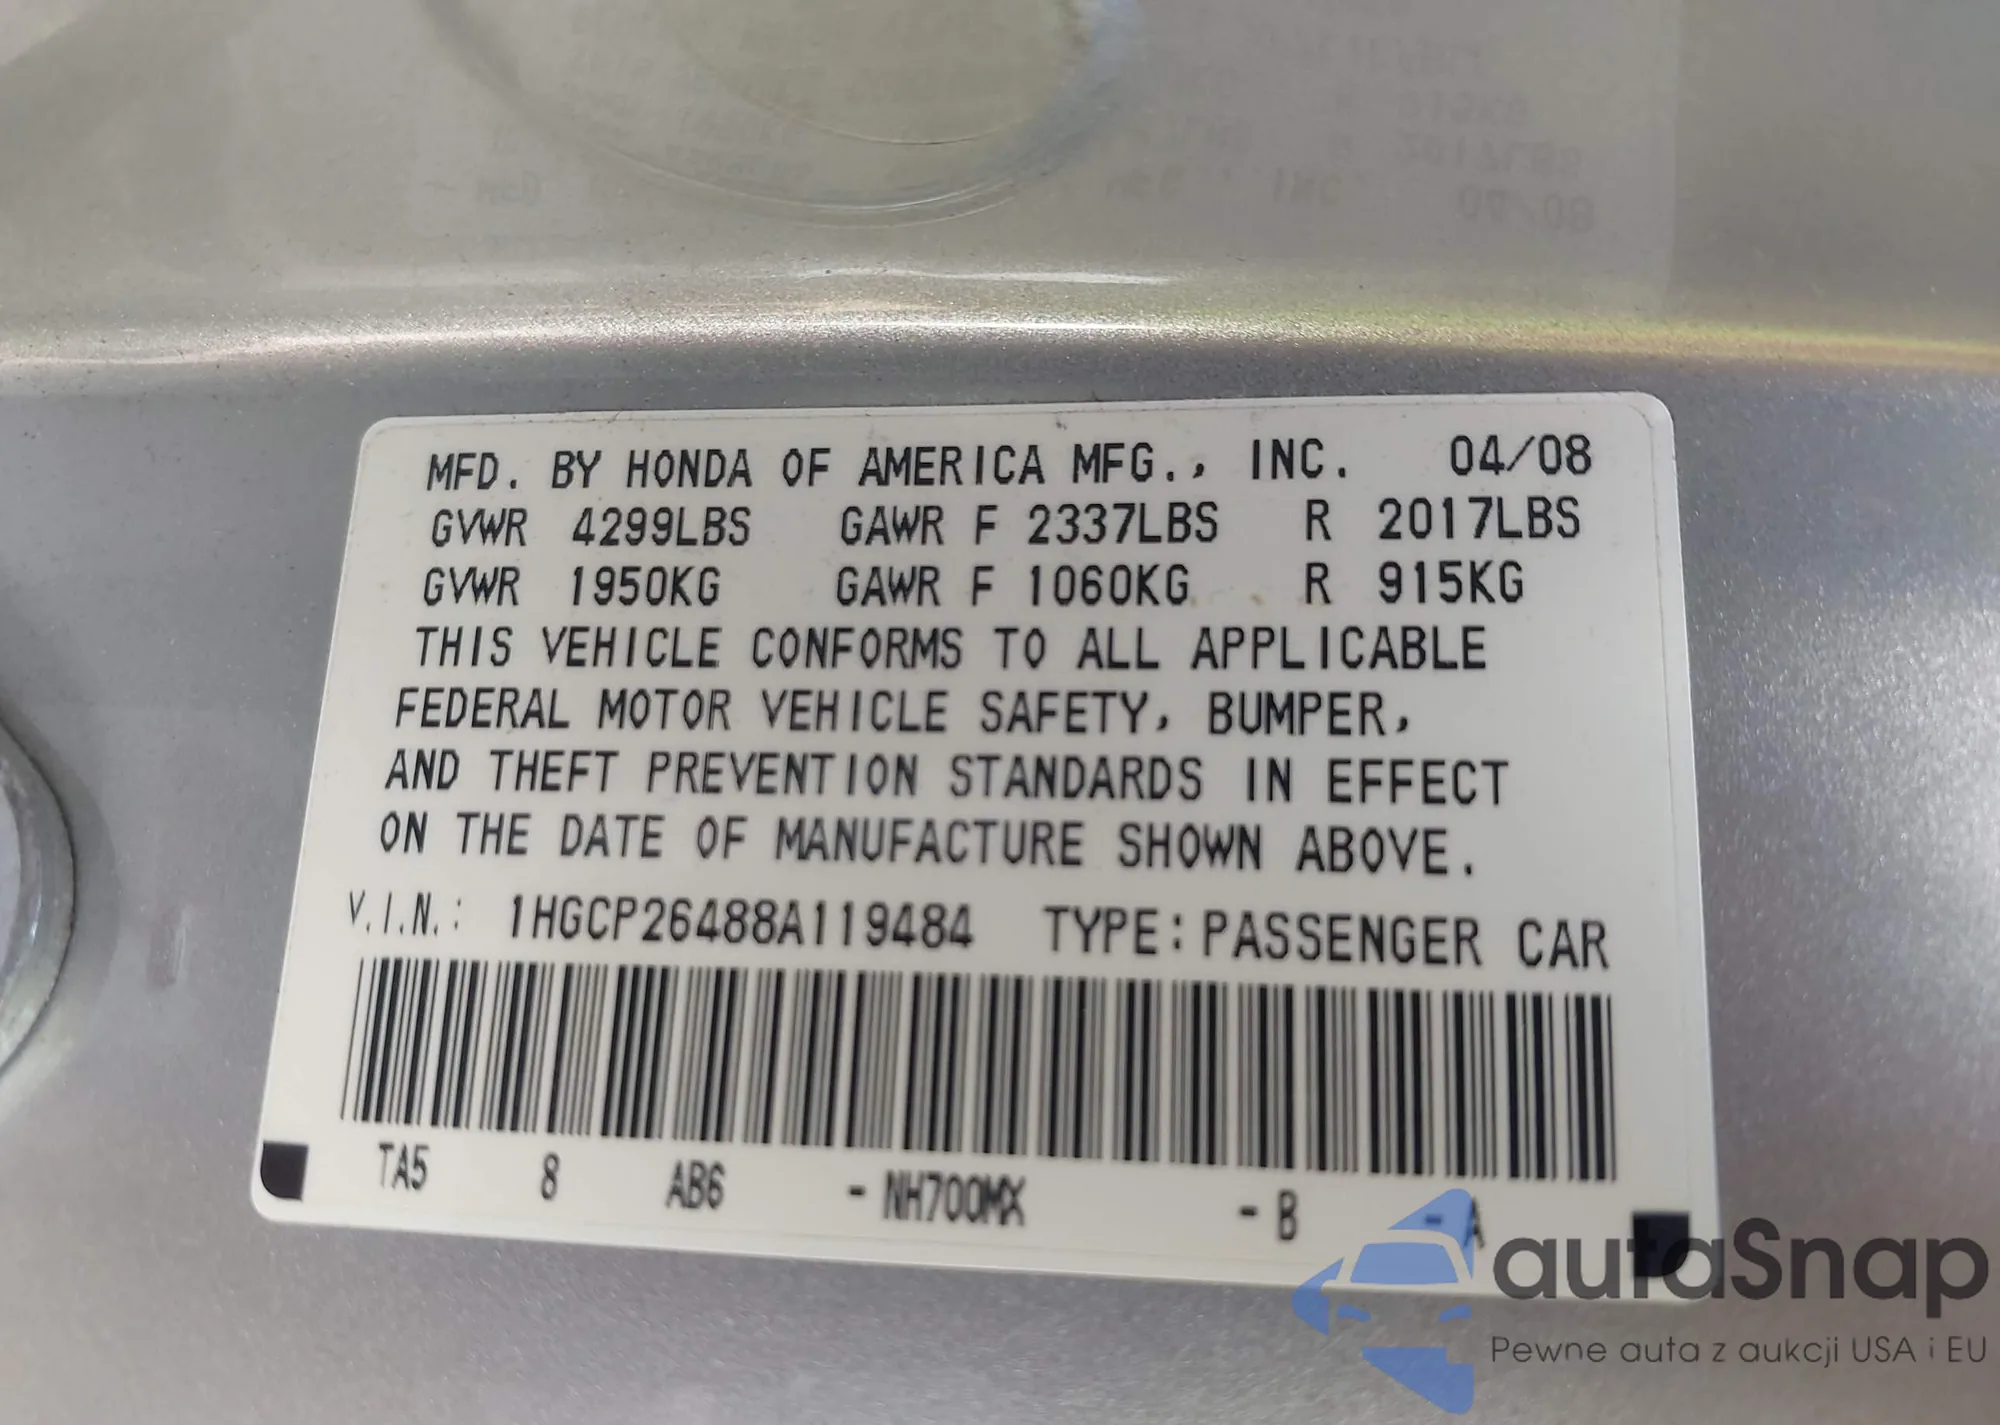 MFD. BY HONDA OF AMERICA MFG., INC. 04/08
GVWR 4299LBS GAWR F 2337LBS R 2017LBS
GVWR 1950KG GAWR F 1060KG R 915KG
THIS VEHICLE CONFORMS TO ALL APPLICABLE
FEDERAL MOTOR VEHICLE SAFETY, BUMPER,
AND THEFT PREVENTION STANDARDS IN EFFECT
ON THE DATE OF MANUFACTURE SHOWN ABOVE.
V.I.N.: 1HGCP26488A119484 TYPE: PASSENGER CAR
TA5 8 AB6 - NH700MX - B - A
autaSnap
Pewne auta z aukcji USA i EU